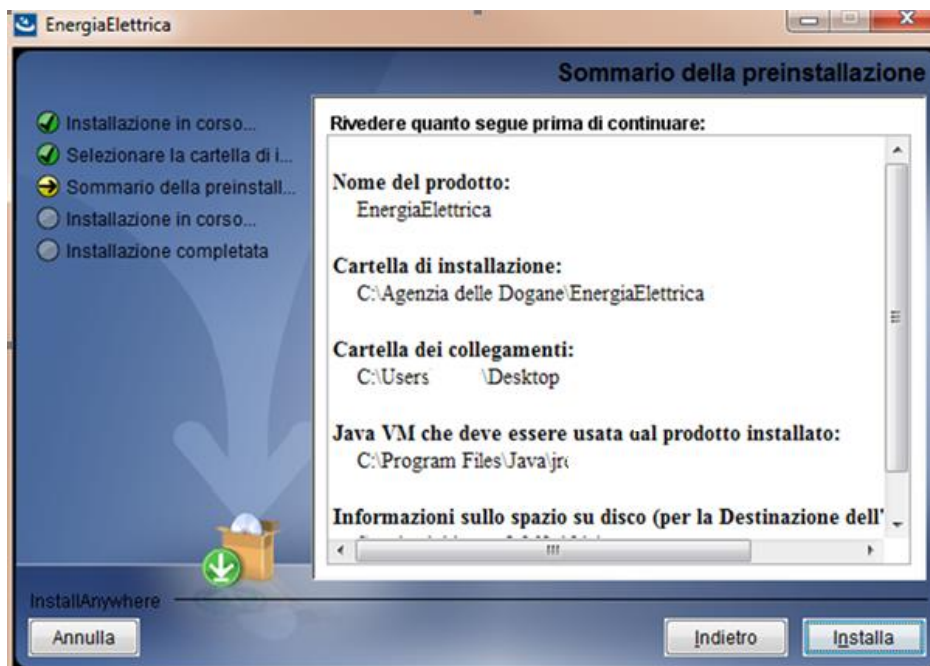 EnergiaElettrica
Sommario della preinstallazione
Installazione in corso...
Selezionare la cartella di i...
Sommario della preinstall...
Installazione in corso...
Installazione completata
Rivedere quanto segue prima di continuare:
Nome del prodotto:
EnergiaElettrica
Cartella di installazione:
C:\Agenzia delle Dogane\EnergiaElettrica
Cartella dei collegamenti:
C:\Users \Desktop
Java VM che deve essere usata dal prodotto installato:
C:\Program Files\Java\jre
Informazioni sullo spazio su disco (per la Destinazione dell'
InstallAnywhere
Annulla
Indietro
Installa